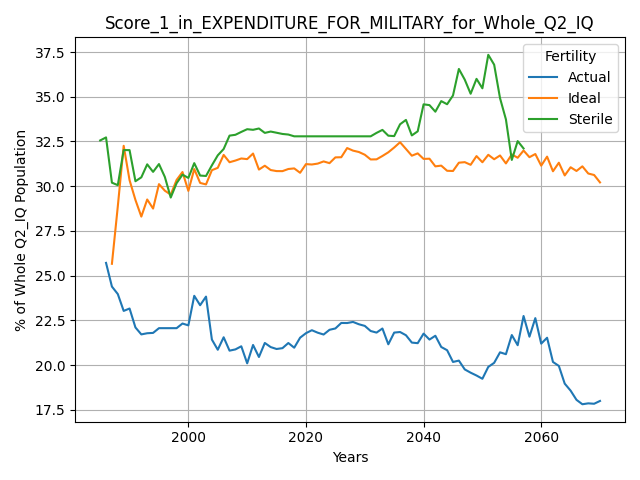 Score_1_in_EXPENDITURE_FOR_MILITARY_for_Whole_Q2_IQ
% of Whole Q2_IQ Population
37.5
35.0
32.5
30.0
27.5
25.0
22.5
20.0
17.5
Fertility
Actual
Ideal
Sterile
2000
2020
2040
2060
Years